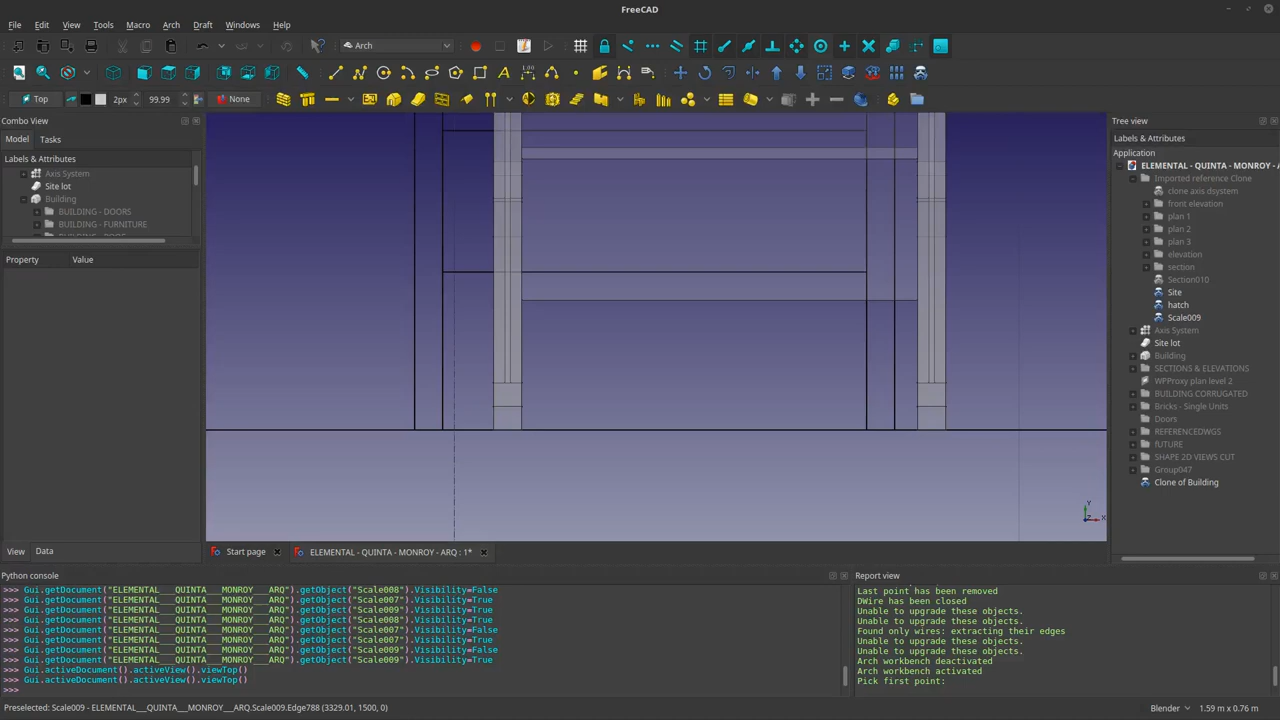 FreeCAD
File Edit View Tools Macro Arch Draft Windows Help
Arch
Top 2px 99.99 None
Combo View
Model Tasks
Labels & Attributes
Axis System
Site lot
Building
BUILDING - DOORS
BUILDING - FURNITURE
Property Value
View Data
Y
X
Start page
ELEMENTAL - QUINTA - MONROY - ARQ : 1*
Tree view
Labels & Attributes
Application
ELEMENTAL - QUINTA - MONROY - A
Imported reference Clone
clone axis dsystem
front elevation
plan 1
plan 2
plan 3
elevation
section
Section010
Site
hatch
Scale009
Axis System
Site lot
Building
SECTIONS & ELEVATIONS
WPProxy plan level 2
BUILDING CORRUGATED
Bricks - Single Units
Doors
REFERENCEDWGS
fUTURE
SHAPE 2D VIEWS CUT
Group047
Clone of Building
Python console
>>> Gui.getDocument("ELEMENTAL___QUINTA___MONROY___ARQ").getObject("Scale008").Visibility=False
>>> Gui.getDocument("ELEMENTAL___QUINTA___MONROY___ARQ").getObject("Scale007").Visibility=True
>>> Gui.getDocument("ELEMENTAL___QUINTA___MONROY___ARQ").getObject("Scale009").Visibility=False
>>> Gui.getDocument("ELEMENTAL___QUINTA___MONROY___ARQ").getObject("Scale008").Visibility=True
>>> Gui.getDocument("ELEMENTAL___QUINTA___MONROY___ARQ").getObject("Scale007").Visibility=False
>>> Gui.getDocument("ELEMENTAL___QUINTA___MONROY___ARQ").getObject("Scale007").Visibility=True
>>> Gui.getDocument("ELEMENTAL___QUINTA___MONROY___ARQ").getObject("Scale009").Visibility=False
>>> Gui.getDocument("ELEMENTAL___QUINTA___MONROY___ARQ").getObject("Scale009").Visibility=True
>>> Gui.activeDocument().activeView().viewTop()
>>> Gui.activeDocument().activeView().viewTop()
>>>
Report view
Last point has been removed
DWire has been closed
Unable to upgrade these objects.
Unable to upgrade these objects.
Found only wires: extracting their edges
Unable to upgrade these objects.
Unable to upgrade these objects.
Arch workbench deactivated
Arch workbench activated
Pick first point:
Preselected: Scale009 - ELEMENTAL___QUINTA___MONROY___ARQ.Scale009.Edge788 (3329.01, 1500, 0)
Blender
1.59 m x 0.76 m